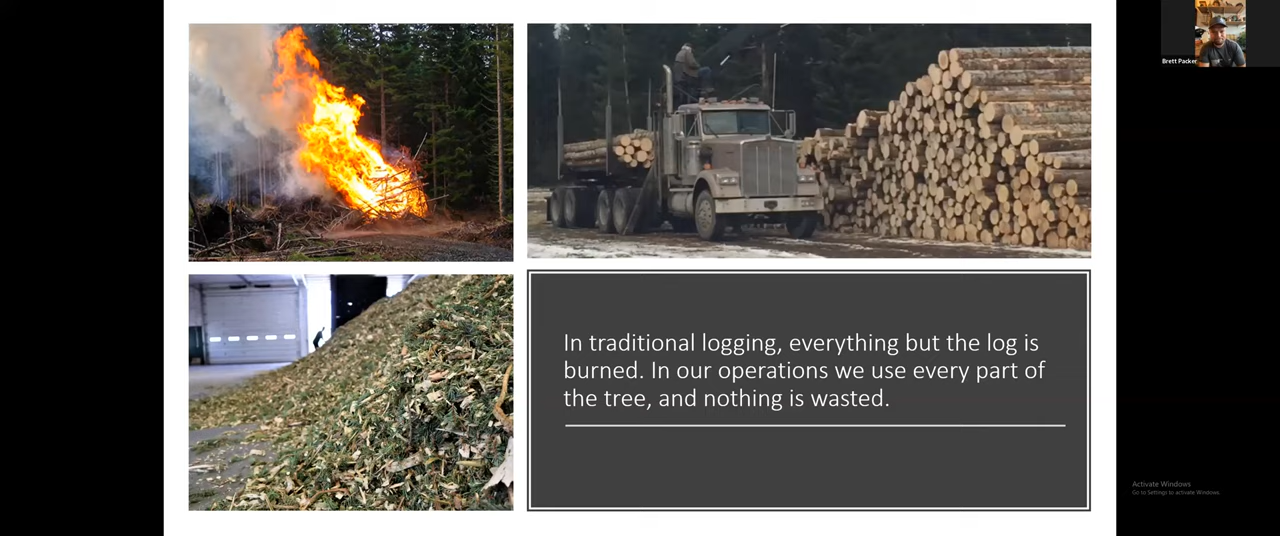 Brett Packer
In traditional logging, everything but the log is
burned. In our operations we use every part of
the tree, and nothing is wasted.
Activate Windows
Go to Settings to activate Windows.